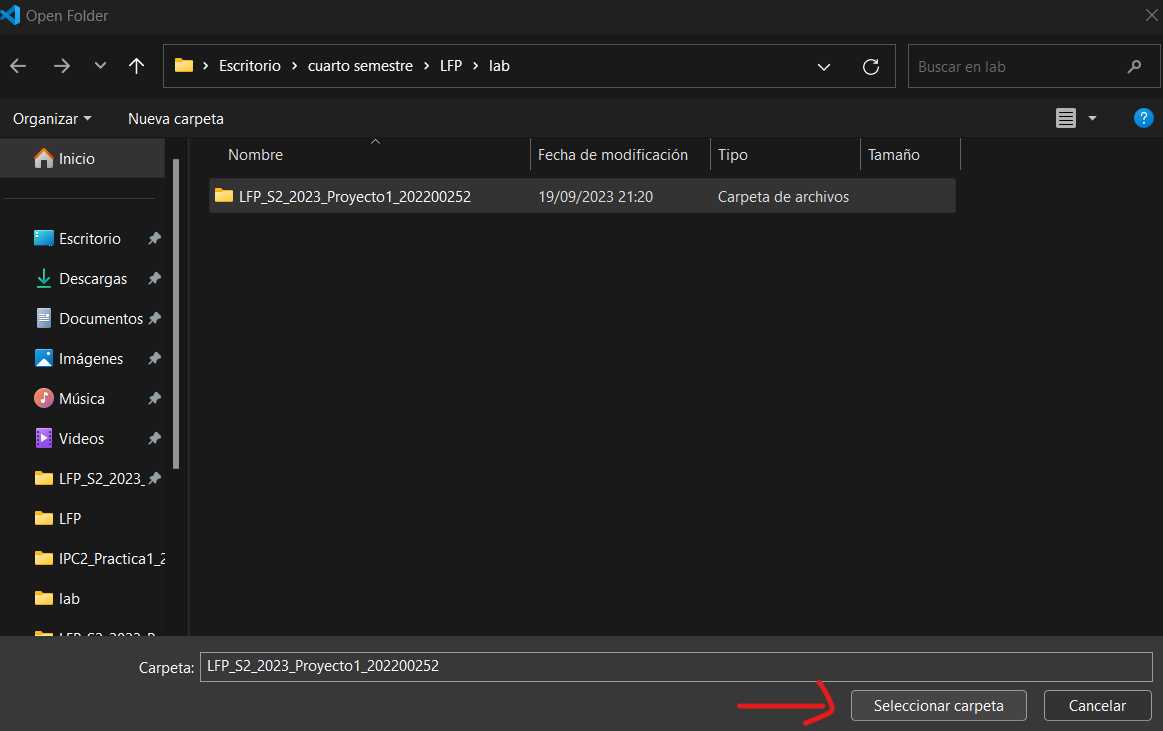 Open Folder
Escritorio > cuarto semestre > LFP > lab
Buscar en lab
Organizar
Nueva carpeta
Nombre
Fecha de modificación
Tipo
Tamaño
LFP_S2_2023_Proyecto1_202200252
19/09/2023 21:20
Carpeta de archivos
Inicio
Escritorio
Descargas
Documentos
Imágenes
Música
Videos
LFP_S2_2023_
LFP
IPC2_Practica1_2
lab
Carpeta:
LFP_S2_2023_Proyecto1_202200252
Seleccionar carpeta
Cancelar